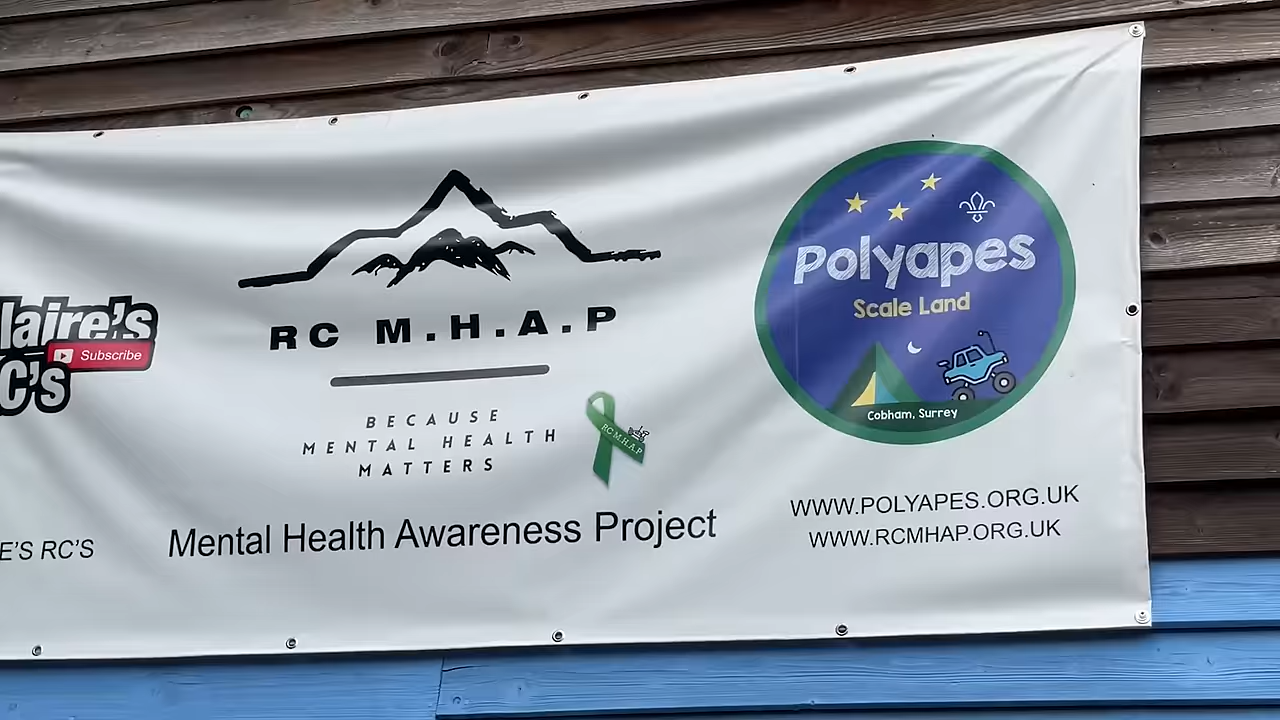 laire's
Subscribe
C's
E'S RC'S
RC M.H.A.P
BECAUSE
MENTAL HEALTH
MATTERS
RC M.H.A.P
Mental Health Awareness Project
Polyapes
Scale Land
Cobham, Surrey
WWW.POLYAPES.ORG.UK
WWW.RCMHAP.ORG.UK